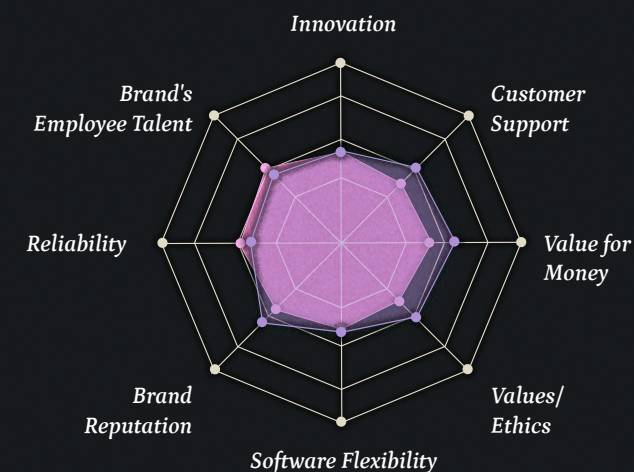 Innovation
Customer
Support
Value for
Money
Values/
Ethics
Software Flexibility
Brand
Reputation
Reliability
Brand's
Employee Talent